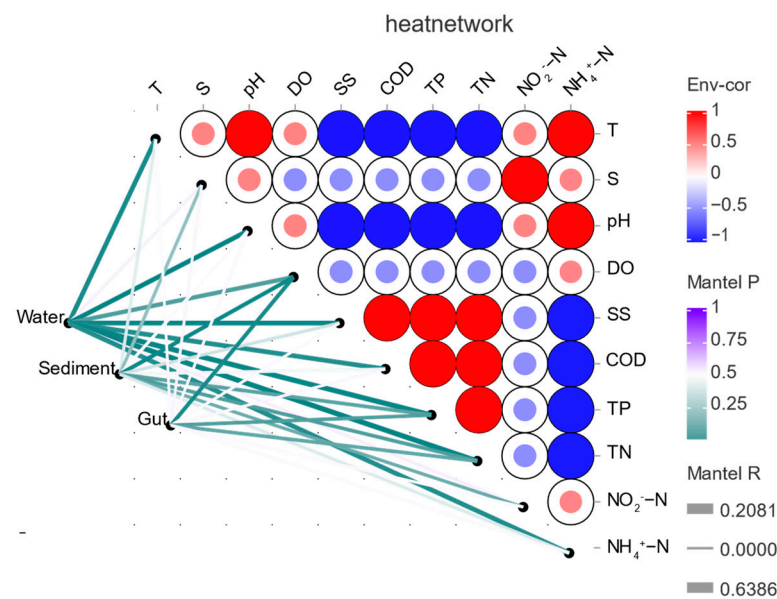 heatnetwork
T S pH DO SS COD TP TN NO₂⁻–N NH₄⁺–N
Env-cor
1
0.5
0
−0.5
−1
T
S
pH
DO
SS
COD
TP
TN
NO₂⁻–N
NH₄⁺–N
Mantel P
1
0.75
0.5
0.25
Water
Sediment
Gut
Mantel R
0.2081
0.0000
0.6386